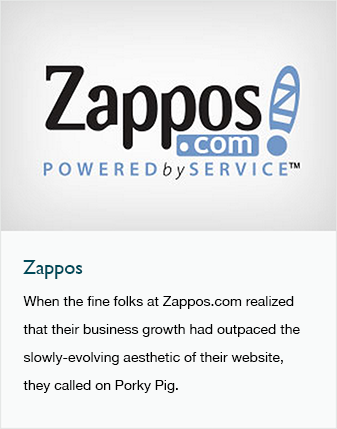 Zappos
.com
POWERED by SERVICE™
Zappos
When the fine folks at Zappos.com realized
that their business growth had outpaced the
slowly-evolving aesthetic of their website,
they called on Porky Pig.